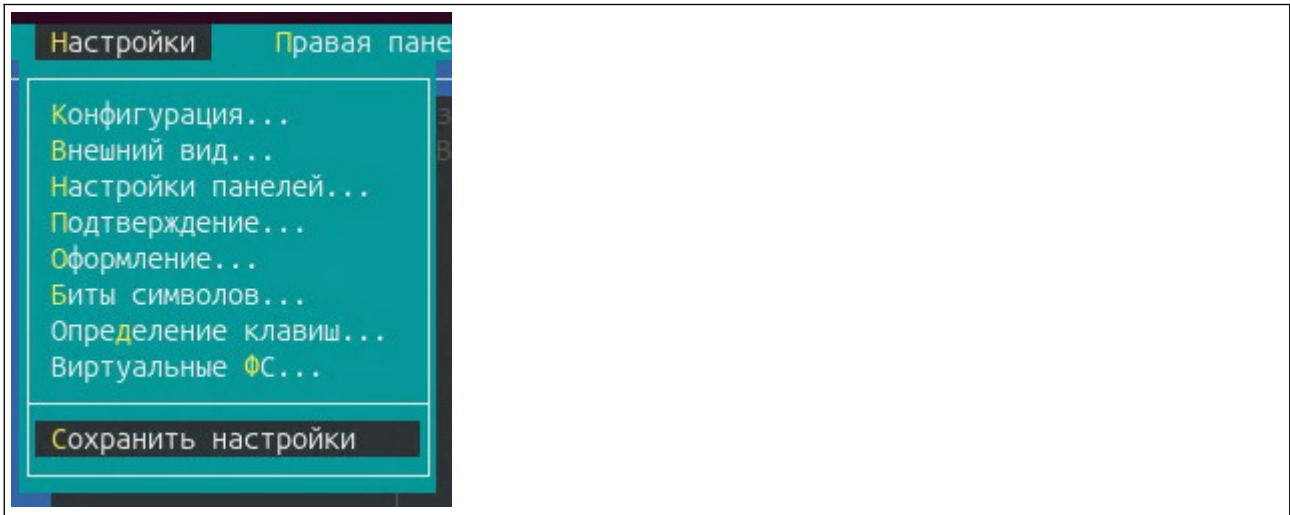 Настройки Правая пане
Конфигурация...
Внешний вид...
Настройки панелей...
Подтверждение...
Оформление...
Биты символов...
Определение клавиш...
Виртуальные ФС...
Сохранить настройки